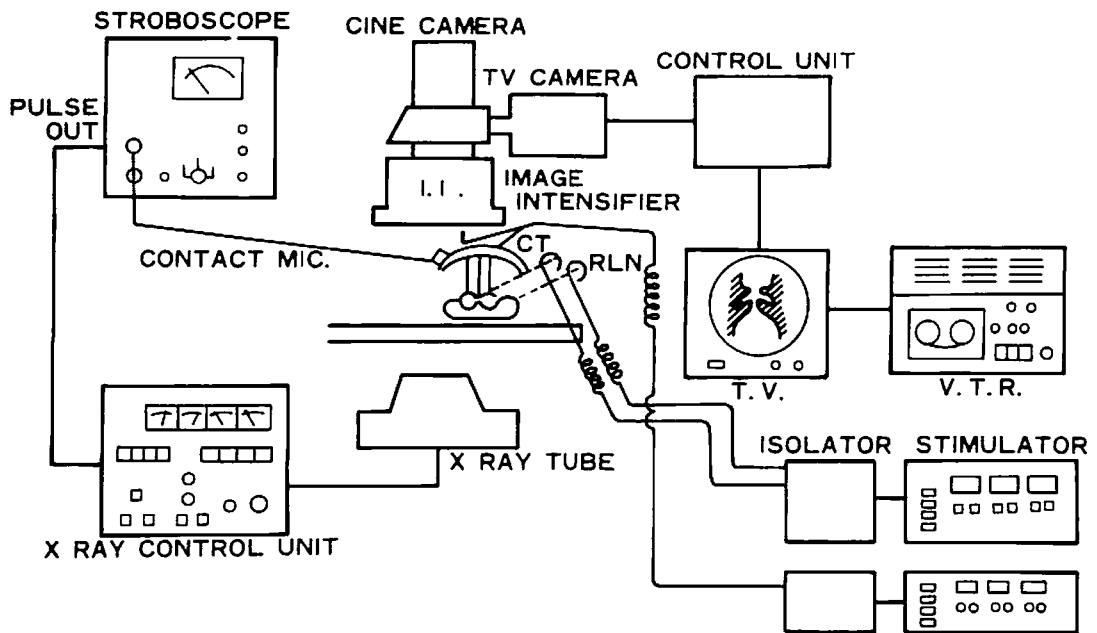 STROBOSCOPE
CINE CAMERA
TV CAMERA
CONTROL UNIT
PULSE
OUT
I.I.
IMAGE
INTENSIFIER
CONTACT MIC.
CT
RLN
T.V.
V.T.R.
X RAY TUBE
ISOLATOR
STIMULATOR
X RAY CONTROL UNIT